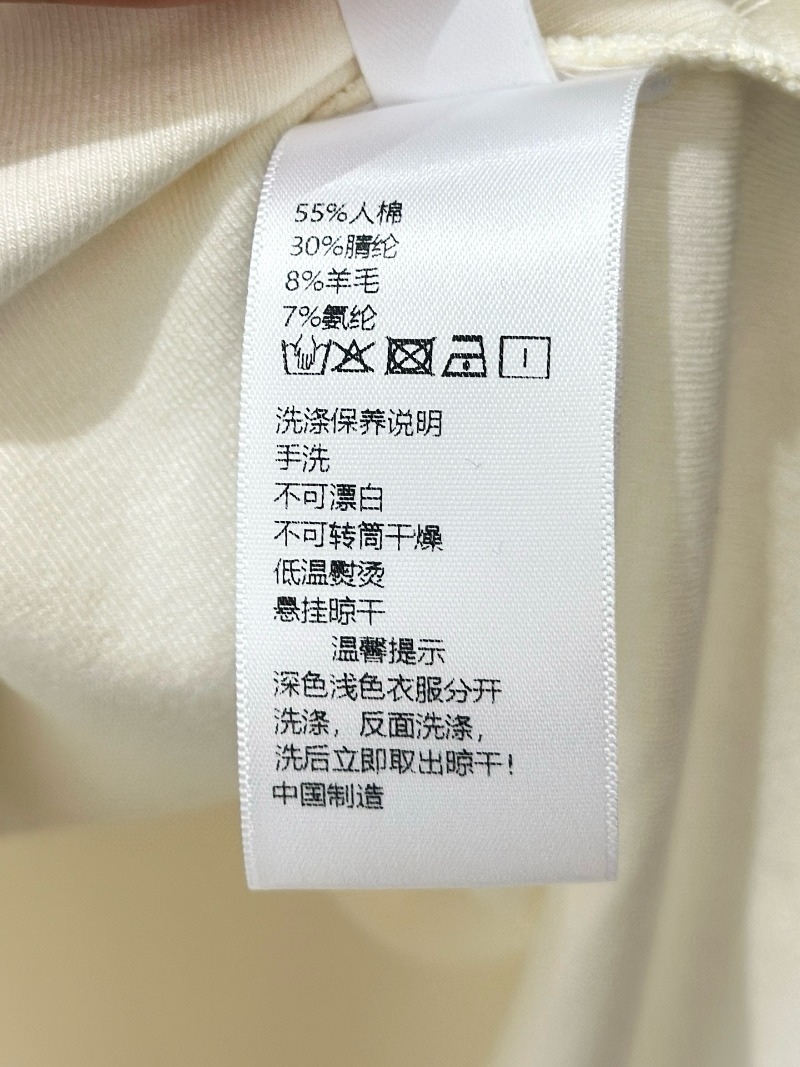 55%人棉
30%腈纶
8%羊毛
7%氨纶
洗涤保养说明
手洗
不可漂白
不可转筒干燥
低温熨烫
悬挂晾干
温馨提示
深色浅色衣服分开
洗涤，反面洗涤，
洗后立即取出晾干！
中国制造